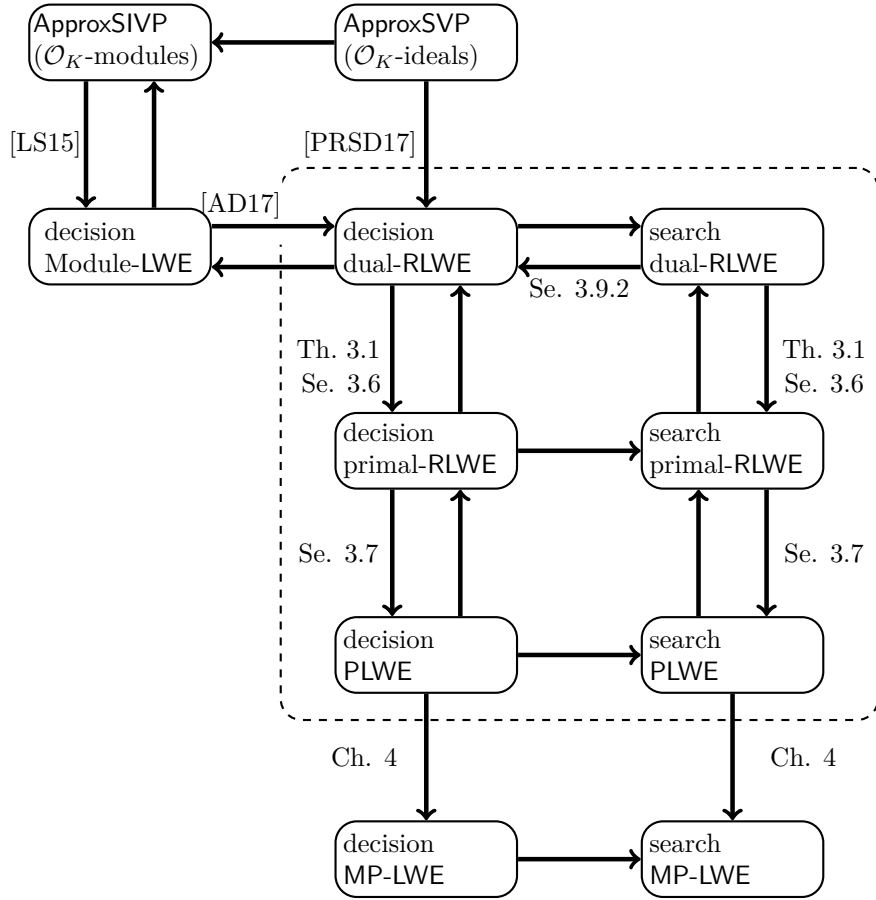 ApproxSIVP
(𝒪_K-modules)
ApproxSVP
(𝒪_K-ideals)
[LS15]
[PRSD17]
[AD17]
decision
Module-LWE
decision
dual-RLWE
search
dual-RLWE
Se. 3.9.2
Th. 3.1
Se. 3.6
Th. 3.1
Se. 3.6
decision
primal-RLWE
search
primal-RLWE
Se. 3.7
Se. 3.7
decision
PLWE
search
PLWE
Ch. 4
Ch. 4
decision
MP-LWE
search
MP-LWE